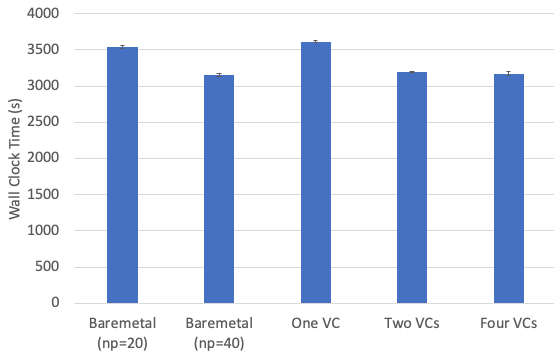 4000
3500
3000
2500
2000
1500
1000
500
0
Wall Clock Time (s)
Baremetal
(np=20)
Baremetal
(np=40)
One VC
Two VCs
Four VCs